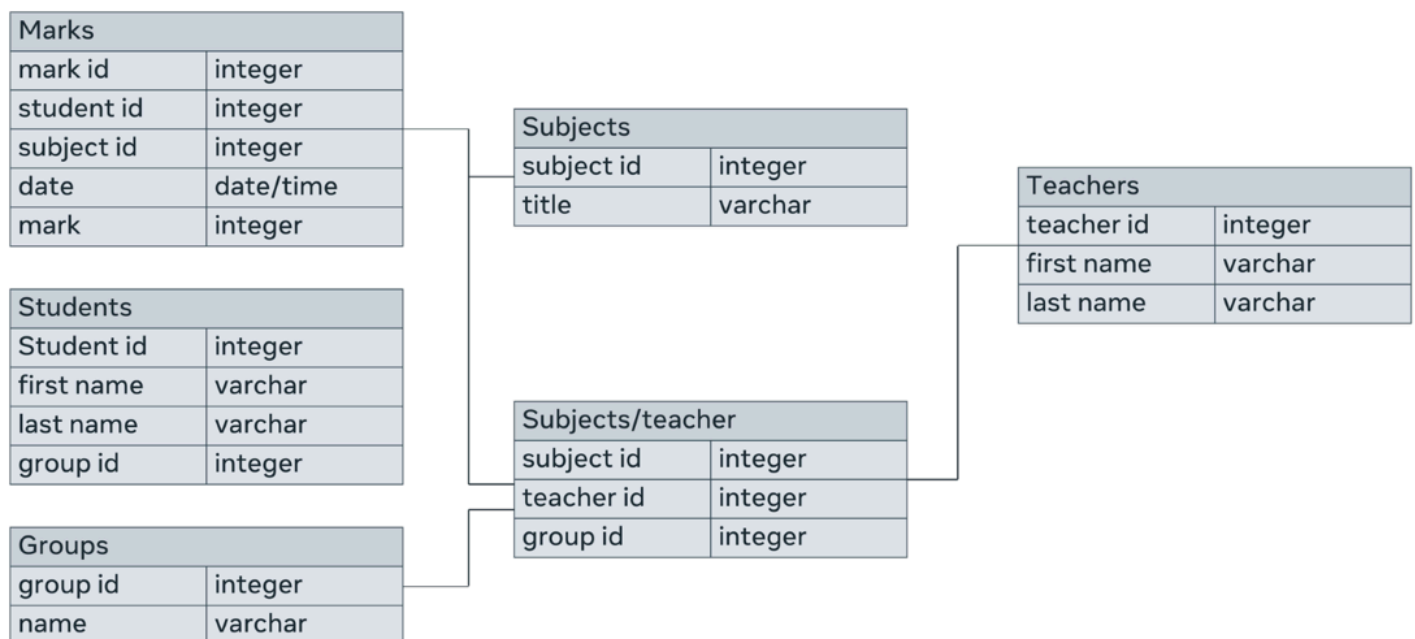 Marks
mark id integer
student id integer
subject id integer
date date/time
mark integer
Students
Student id integer
first name varchar
last name varchar
group id integer
Groups
group id integer
name varchar
Subjects
subject id integer
title varchar
Subjects/teacher
subject id integer
teacher id integer
group id integer
Teachers
teacher id integer
first name varchar
last name varchar